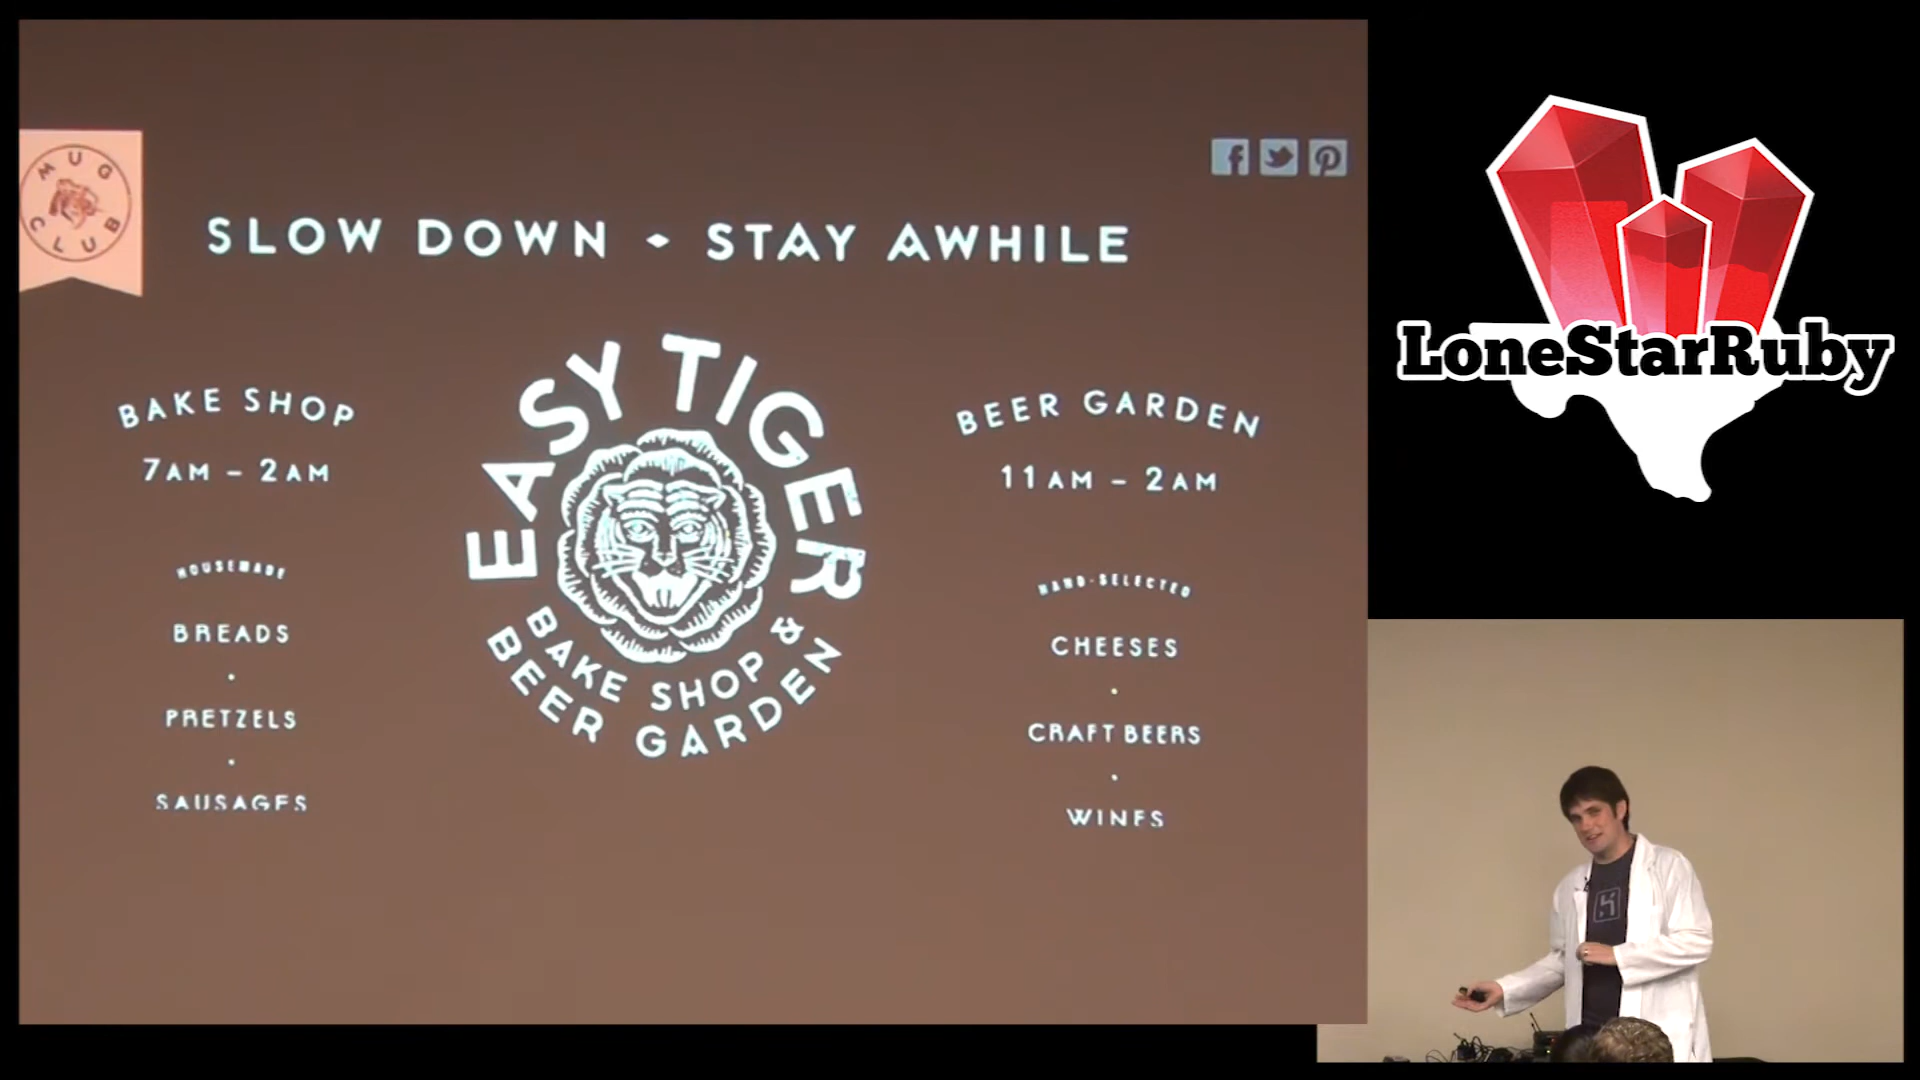 MUG CLUB
SLOW DOWN • STAY AWHILE
BAKE SHOP
7AM – 2AM
HOUSEMADE
BREADS
PRETZELS
SAUSAGES
EASY TIGER
BAKE SHOP &
BEER GARDEN
BEER GARDEN
11AM – 2AM
HAND-SELECTED
CHEESES
CRAFT BEERS
WINES
LoneStarRuby